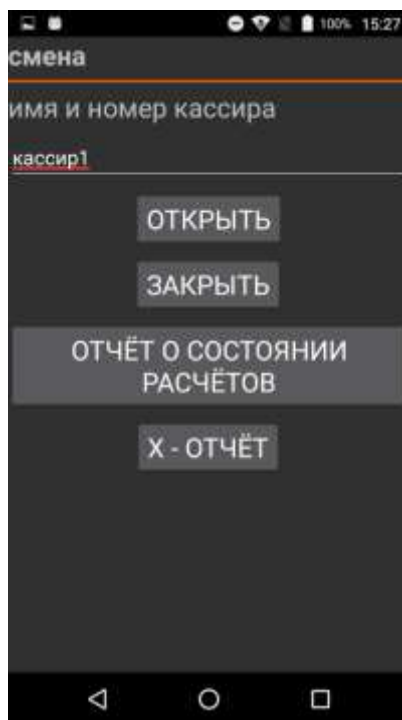 100% 15:27
смена
имя и номер кассира
кассир1
ОТКРЫТЬ
ЗАКРЫТЬ
ОТЧЁТ О СОСТОЯНИИ
РАСЧЁТОВ
X - ОТЧЁТ